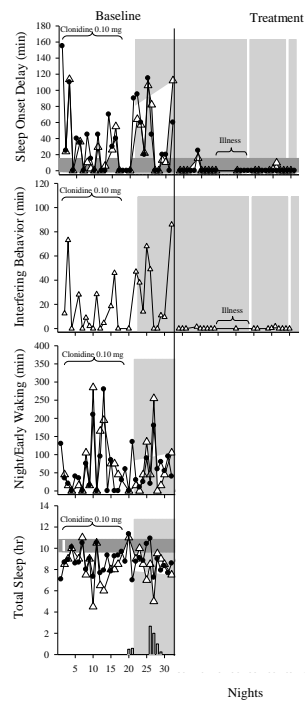 Baseline
Treatment
Clonidine 0.10 mg
Sleep Onset Delay (min)
180
160
140
120
100
80
60
40
20
0
Illness
Clonidine 0.10 mg
Interfering Behavior (min)
120
100
80
60
40
20
0
Illness
Clonidine 0.10 mg
Night/Early Waking (min)
400
350
300
250
200
150
100
50
0
Clonidine 0.10 mg
Total Sleep (hr)
14
12
10
8
6
4
2
0
5 10 15 20 25 30
Nights